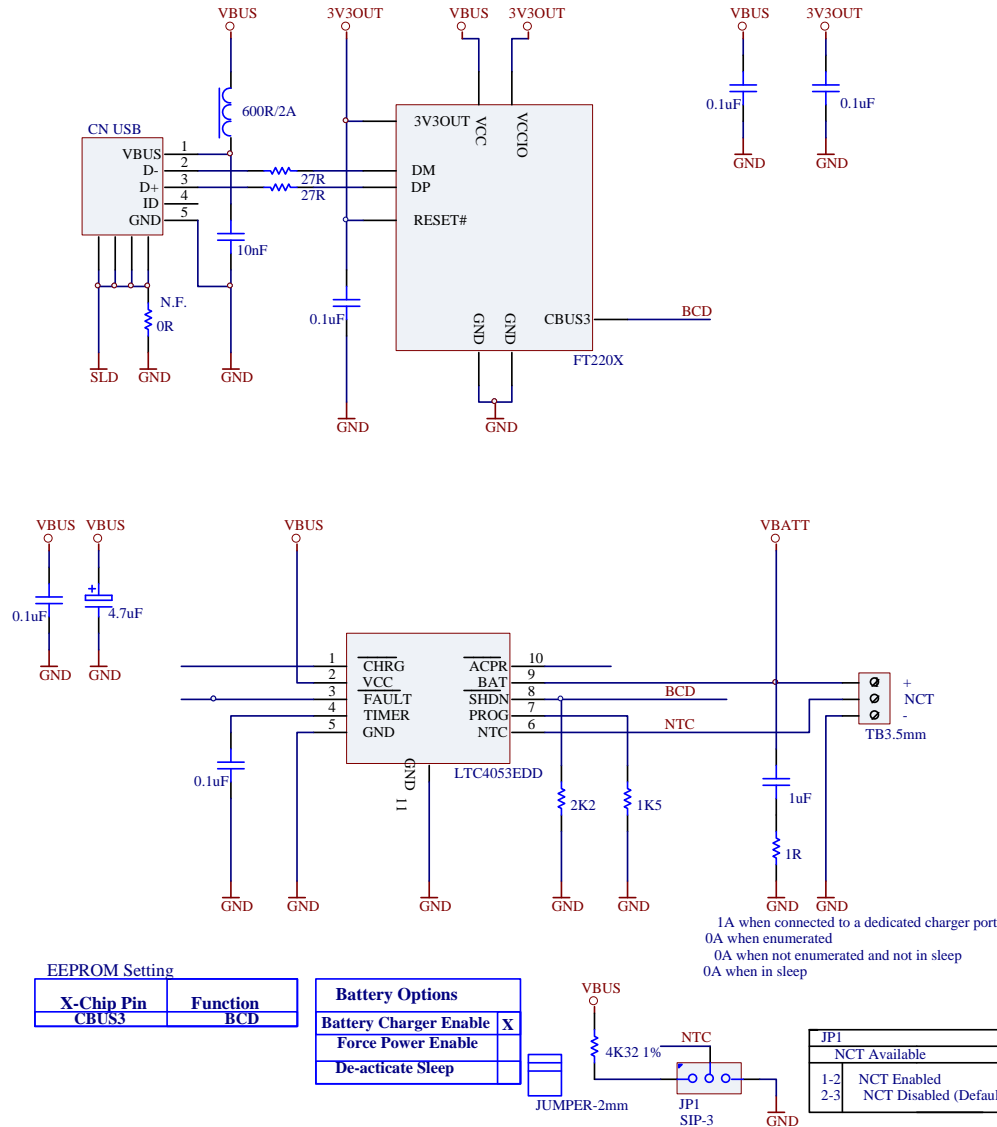 VBUS 3V3OUT VBUS 3V3OUT VBUS 3V3OUT
600R/2A
0.1uF 0.1uF
CN USB
3V3OUT
VCC
VCCIO
VBUS 1
D- 2
D+ 3
ID 4
GND 5
27R
27R
DM
DP
RESET#
GND GND
10nF
N.F.
0R
0.1uF
GND
GND
CBUS3
BCD
FT220X
SLD GND GND
GND GND
VBUS VBUS VBUS VBATT
0.1uF
+
4.7uF
GND GND
1 CHRG ACPR 10
2 VCC BAT 9
3 FAULT SHDN 8 BCD
4 TIMER PROG 7
5 GND NTC 6 NTC
+
NCT
-
TB3.5mm
0.1uF
GND 11
LTC4053EDD
2K2
1K5
1uF
1R
GND GND GND GND GND GND GND
1A when connected to a dedicated charger port
0A when enumerated
0A when not enumerated and not in sleep
0A when in sleep
EEPROM Setting
X-Chip Pin Function
CBUS3 BCD
Battery Options
Battery Charger Enable X
Force Power Enable
De-acticate Sleep
JUMPER-2mm
VBUS
4K32 1%
NTC
JP1
SIP-3
GND
JP1
NCT Available
1-2 NCT Enabled
2-3 NCT Disabled (Defaul